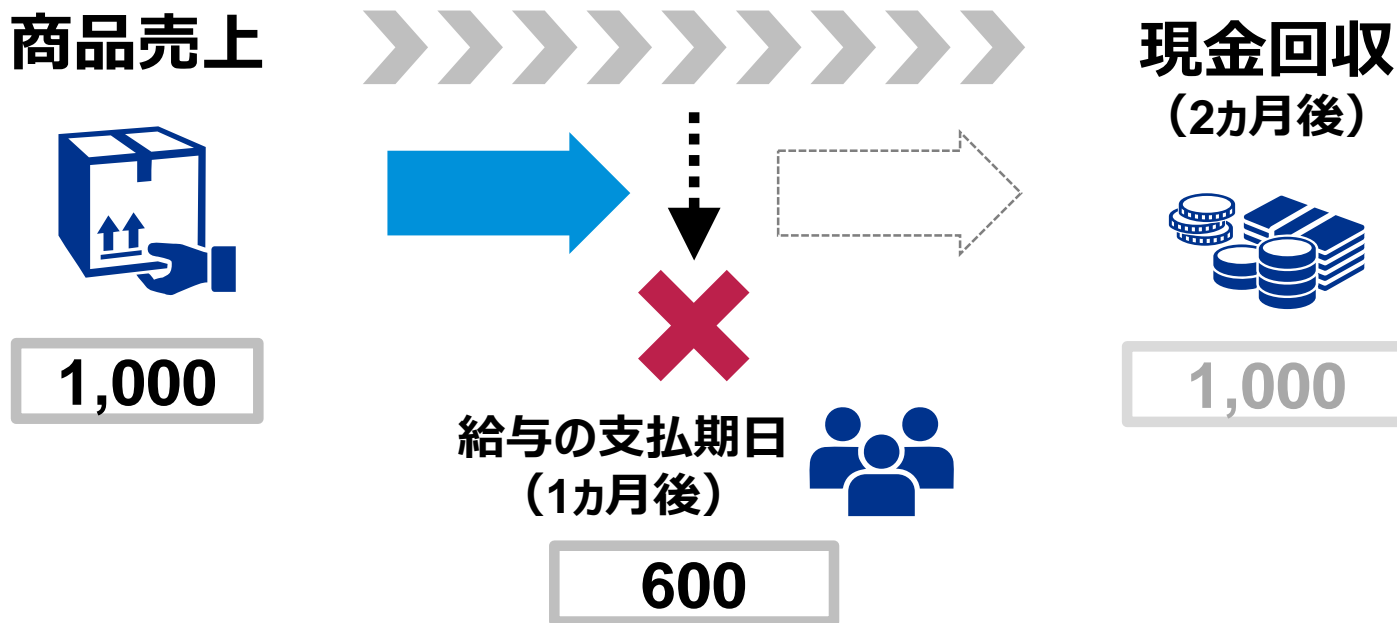 商品売上
現金回収
（2ヵ月後）
1,000
1,000
給与の支払期日
（1ヵ月後）
600